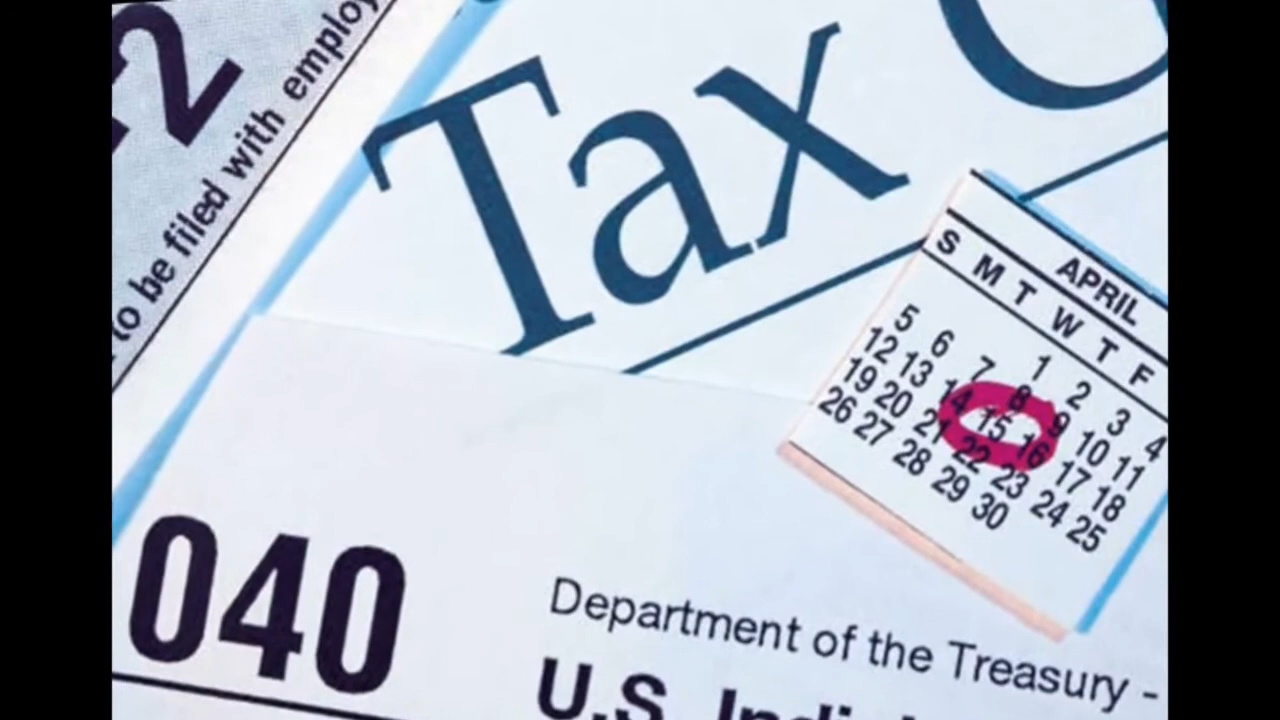 2
to be filed with employ
Tax
APRIL
S M T W T F
1 2 3 4
5 6 7 8 9 10 11
12 13 14 15 16 17 18
19 20 21 22 23 24 25
26 27 28 29 30
040
Department of the Treasury -
U.S.